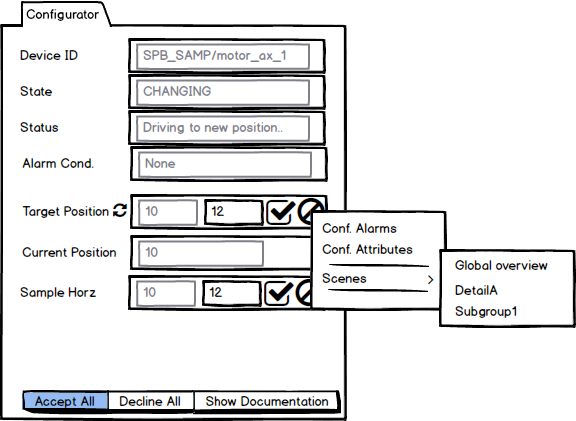 Configurator
Device ID SPB_SAMP/motor_ax_1
State CHANGING
Status Driving to new position..
Alarm Cond. None
Target Position 10 12
Conf. Alarms
Conf. Attributes
Current Position 10
Scenes >
Global overview
DetailA
Subgroup1
Sample Horz 10 12
Accept All Decline All Show Documentation